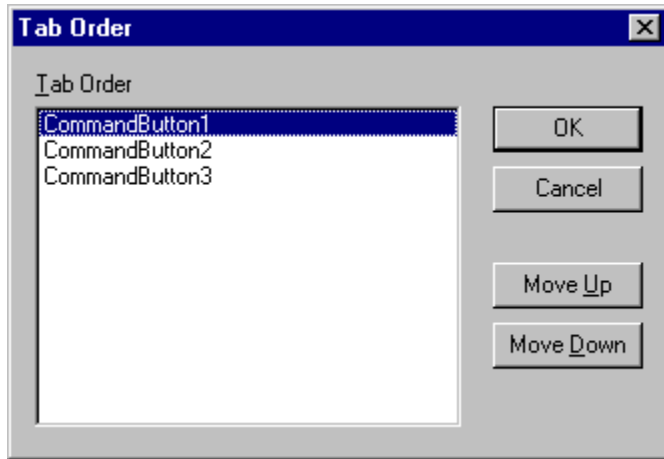 Tab Order
Tab Order
CommandButton1
CommandButton2
CommandButton3
OK
Cancel
Move Up
Move Down